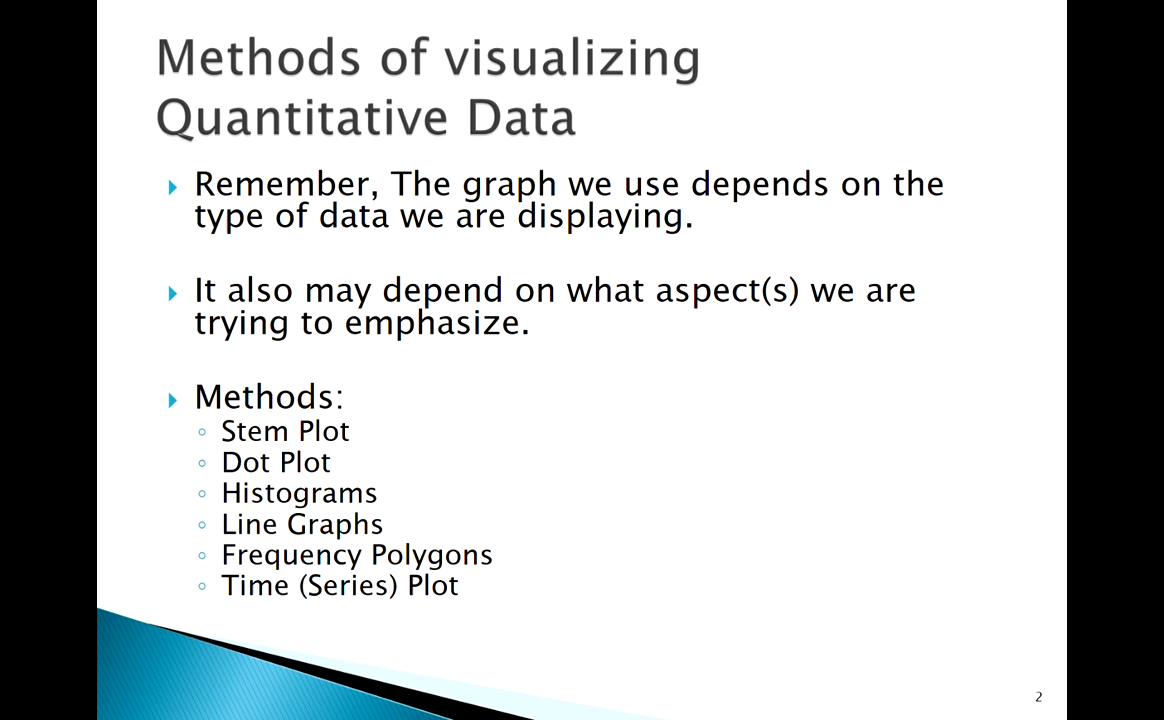 Methods of visualizing
Quantitative Data
Remember, The graph we use depends on the
type of data we are displaying.
It also may depend on what aspect(s) we are
trying to emphasize.
Methods:
Stem Plot
Dot Plot
Histograms
Line Graphs
Frequency Polygons
Time (Series) Plot
2